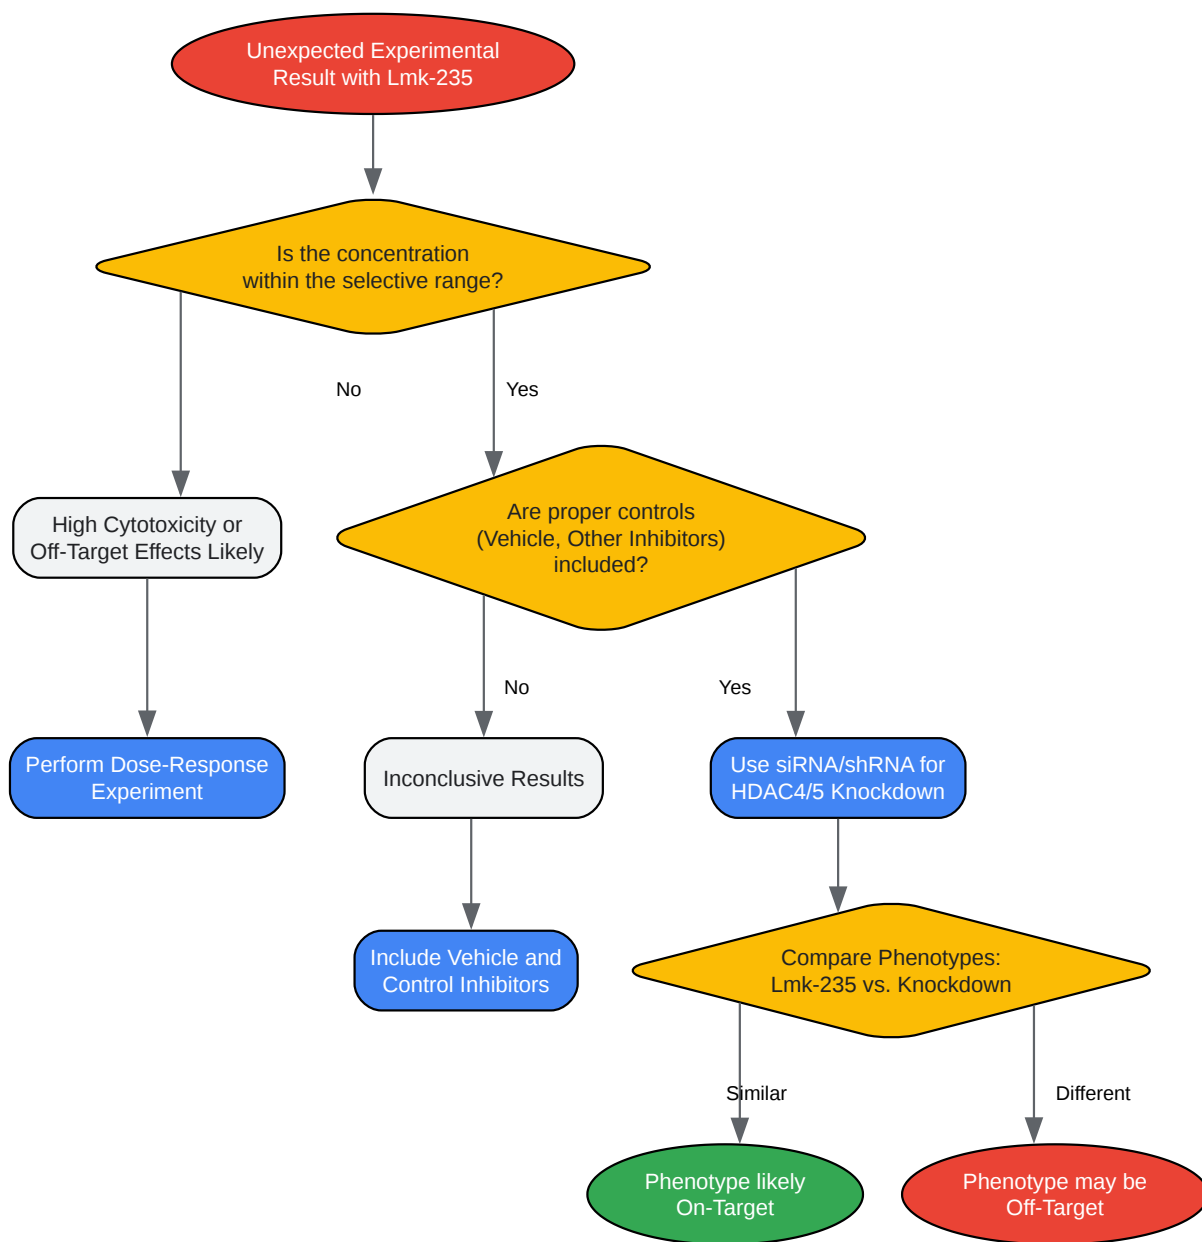 Unexpected Experimental
Result with Lmk-235
Is the concentration
within the selective range?
No
Yes
High Cytotoxicity or
Off-Target Effects Likely
Are proper controls
(Vehicle, Other Inhibitors)
included?
No
Yes
Perform Dose-Response
Experiment
Inconclusive Results
Use siRNA/shRNA for
HDAC4/5 Knockdown
Include Vehicle and
Control Inhibitors
Compare Phenotypes:
Lmk-235 vs. Knockdown
Similar
Different
Phenotype likely
On-Target
Phenotype may be
Off-Target